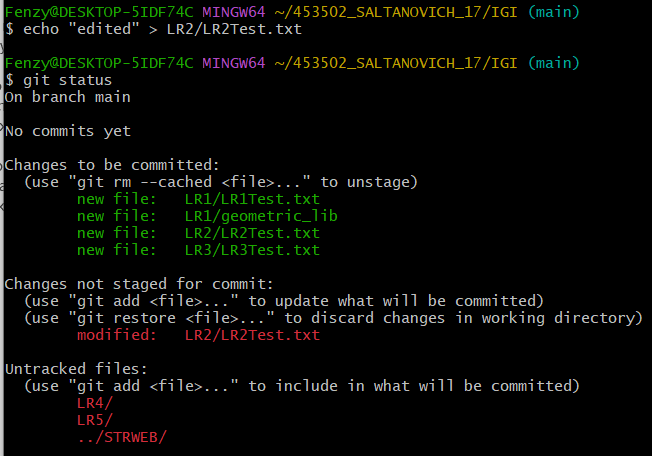 Fenzy@DESKTOP-5IDF74C MINGW64 ~/453502_SALTANOVICH_17/IGI (main)
$ echo "edited" > LR2/LR2Test.txt
Fenzy@DESKTOP-5IDF74C MINGW64 ~/453502_SALTANOVICH_17/IGI (main)
$ git status
On branch main
No commits yet
Changes to be committed:
  (use "git rm --cached <file>..." to unstage)
        new file:   LR1/LR1Test.txt
        new file:   LR1/geometric_lib
        new file:   LR2/LR2Test.txt
        new file:   LR3/LR3Test.txt
Changes not staged for commit:
  (use "git add <file>..." to update what will be committed)
  (use "git restore <file>..." to discard changes in working directory)
        modified:   LR2/LR2Test.txt
Untracked files:
  (use "git add <file>..." to include in what will be committed)
        LR4/
        LR5/
        ../STRWEB/